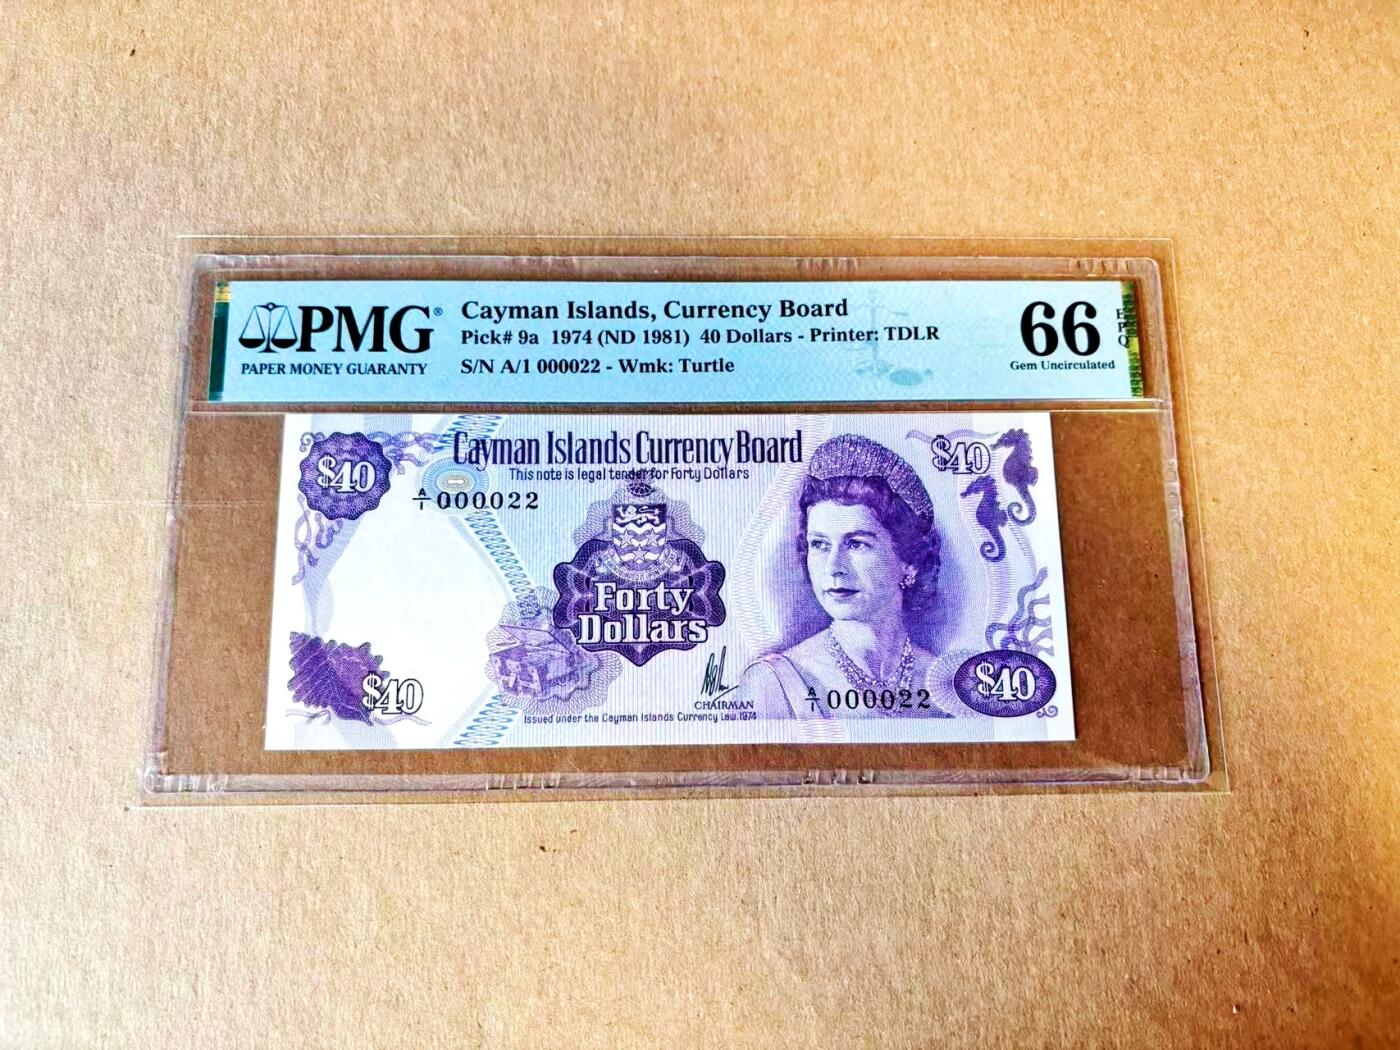 PMG®
PAPER MONEY GUARANTY
Cayman Islands, Currency Board
Pick# 9a 1974 (ND 1981) 40 Dollars - Printer: TDLR
S/N A/1 000022 - Wmk: Turtle
66
EPQ
Gem Uncirculated
$40
Cayman Islands Currency Board
This note is legal tender for Forty Dollars
$40
A/1 000022
Forty
Dollars
$40
CHAIRMAN
A/1 000022
$40
Issued under the Cayman Islands Currency Law, 1974